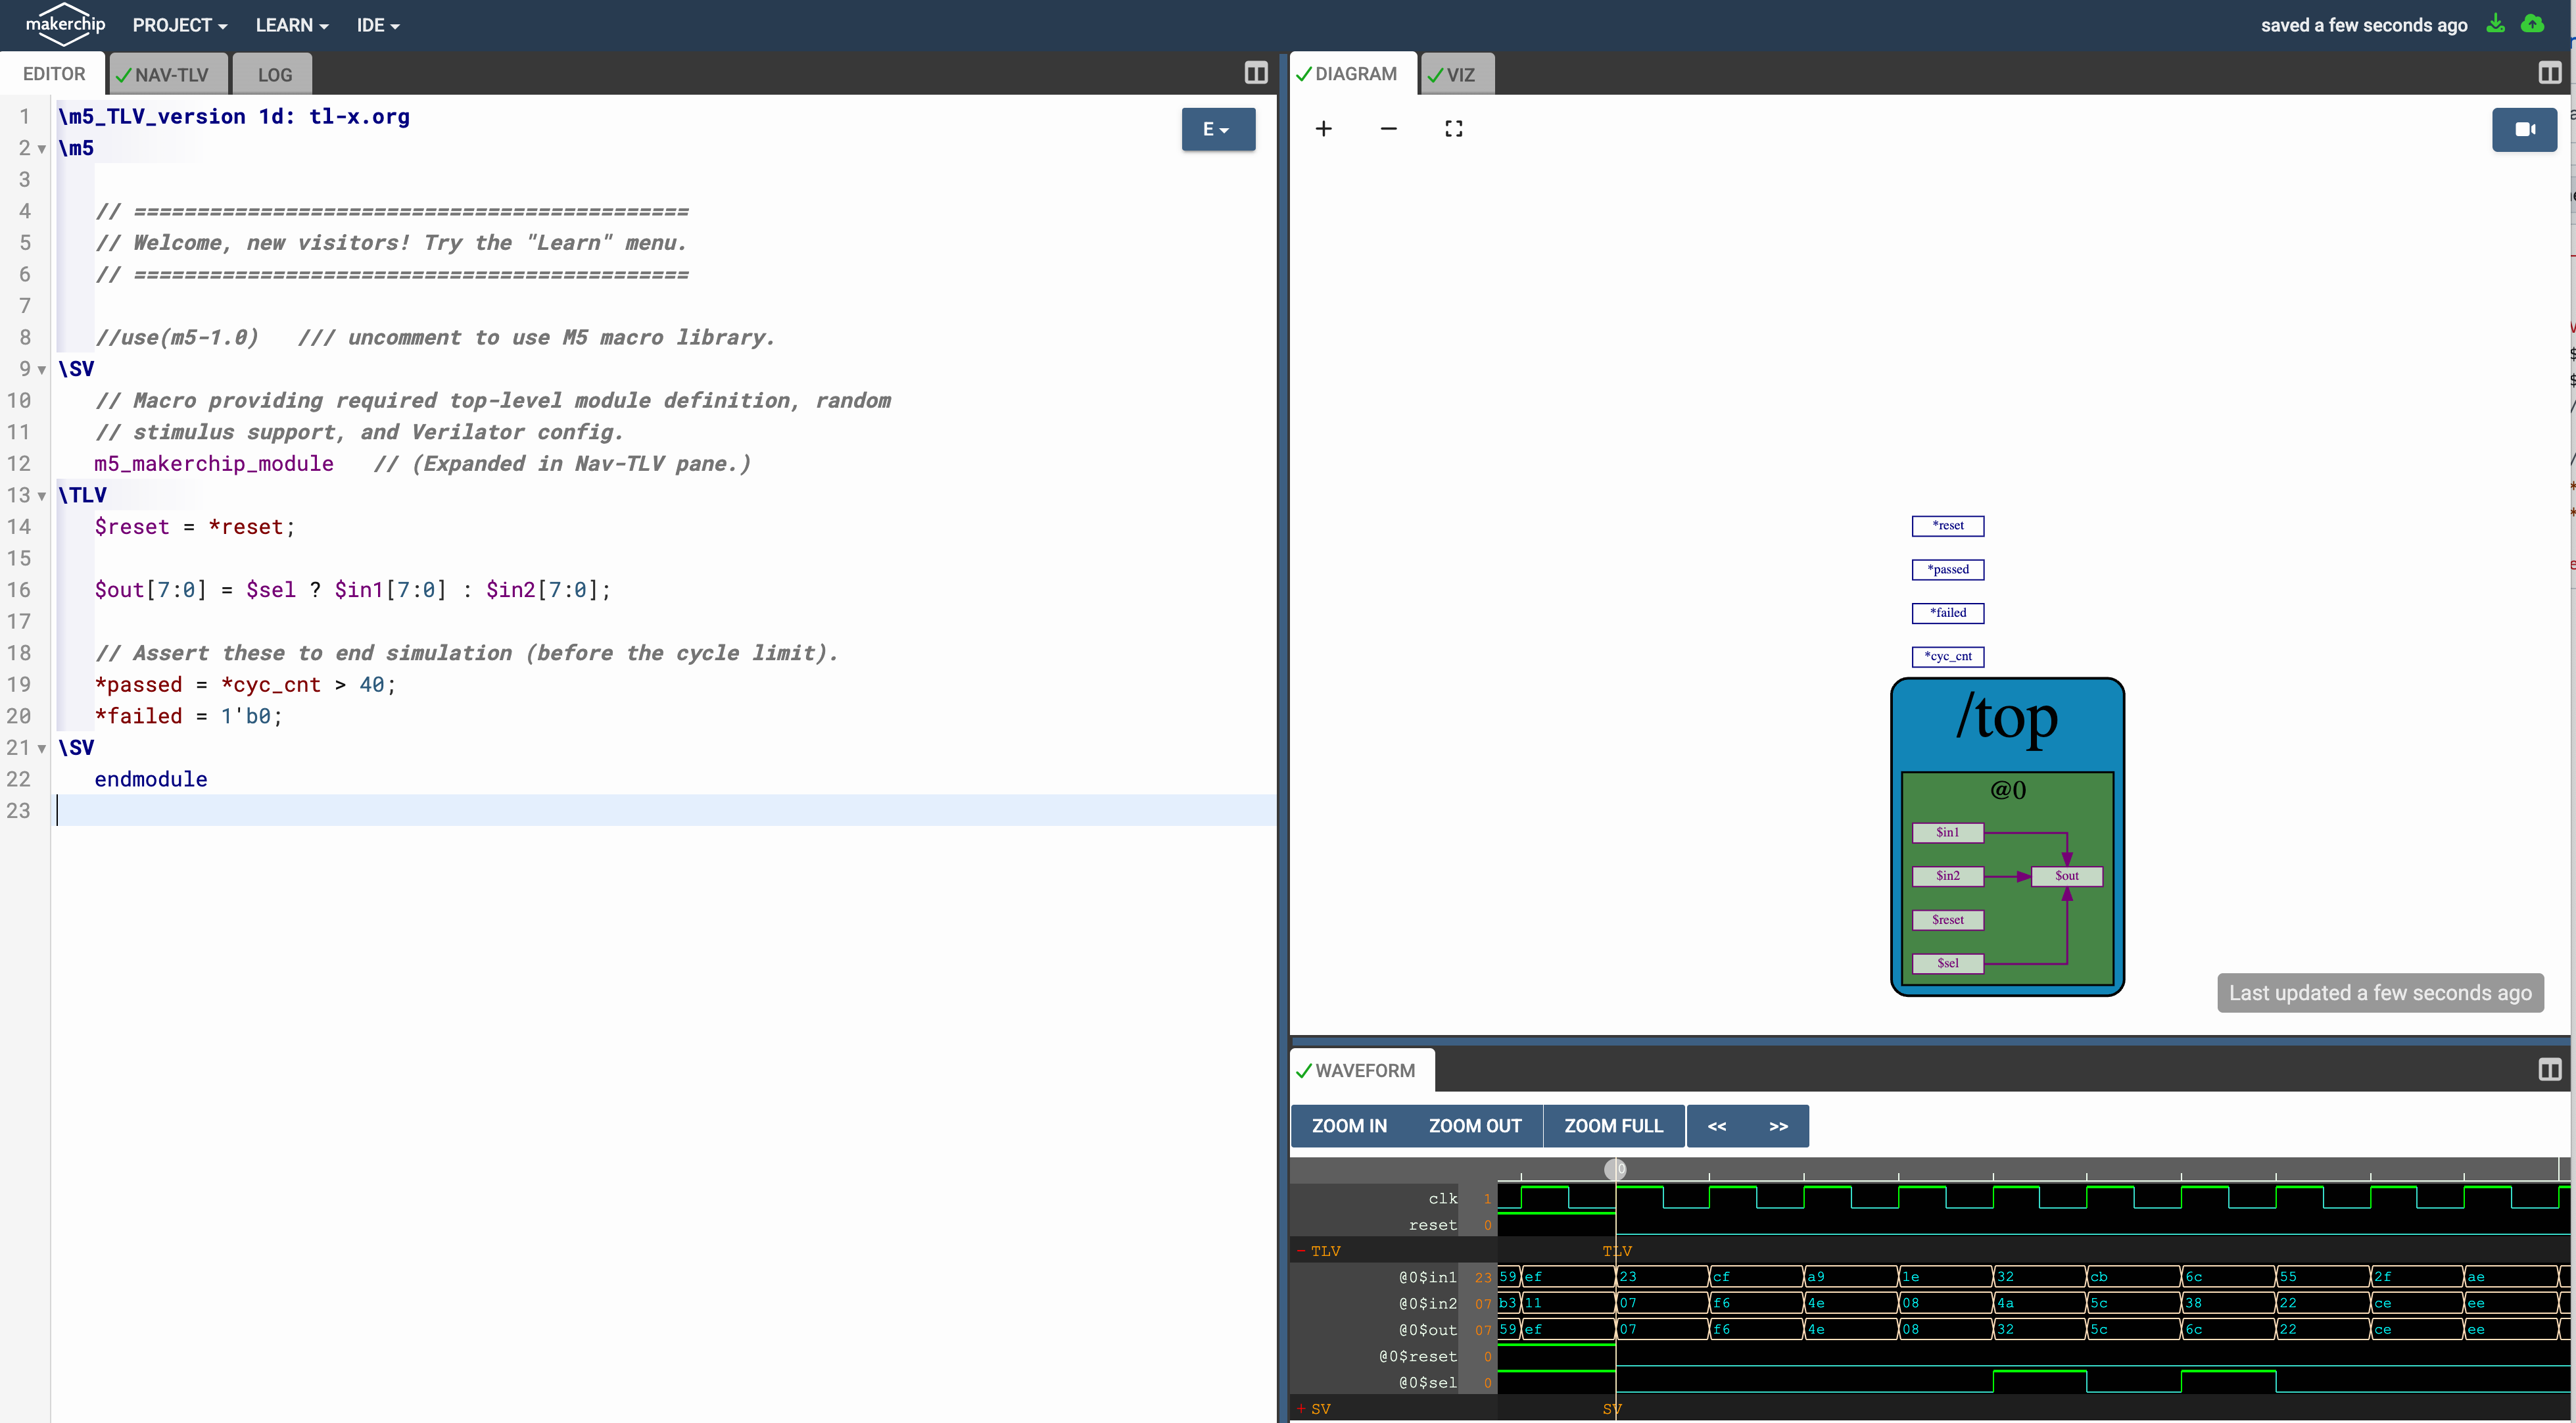 makerchip PROJECT LEARN IDE saved a few seconds ago
EDITOR NAV-TLV LOG
1 \m5_TLV_version 1d: tl-x.org
2 \m5
3
4 // ============================================
5 // Welcome, new visitors! Try the "Learn" menu.
6 // ============================================
7
8 //use(m5-1.0)   /// uncomment to use M5 macro library.
9 \SV
10 // Macro providing required top-level module definition, random
11 // stimulus support, and Verilator config.
12 m5_makerchip_module   // (Expanded in Nav-TLV pane.)
13 \TLV
14 $reset = *reset;
15
16 $out[7:0] = $sel ? $in1[7:0] : $in2[7:0];
17
18 // Assert these to end simulation (before the cycle limit).
19 *passed = *cyc_cnt > 40;
20 *failed = 1'b0;
21 \SV
22 endmodule
23
E
DIAGRAM VIZ
*reset
*passed
*failed
*cyc_cnt
/top
@0
$in1
$in2 $out
$reset
$sel
Last updated a few seconds ago
WAVEFORM
ZOOM IN ZOOM OUT ZOOM FULL << >>
0
clk 1
reset 0
- TLV TLV
@0$in1 23 59 ef 23 cf a9 1e 32 cb 6c 55 2f ae
@0$in2 07 b3 11 07 f6 4e 08 4a 5c 38 22 ce ee
@0$out 07 59 ef 07 f6 4e 08 32 5c 6c 22 ce ee
@0$reset 0
@0$sel 0
+ SV SV